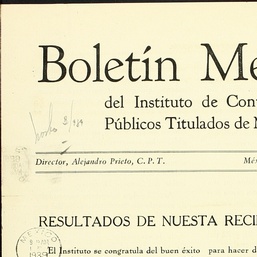 Boletín Me
del Instituto de Con
Públicos Titulados de M
Director, Alejandro Prieto, C. P. T.
Méx
RESULTADOS DE NUESTA RECI
El Instituto se congratula del buen éxito para hacer d